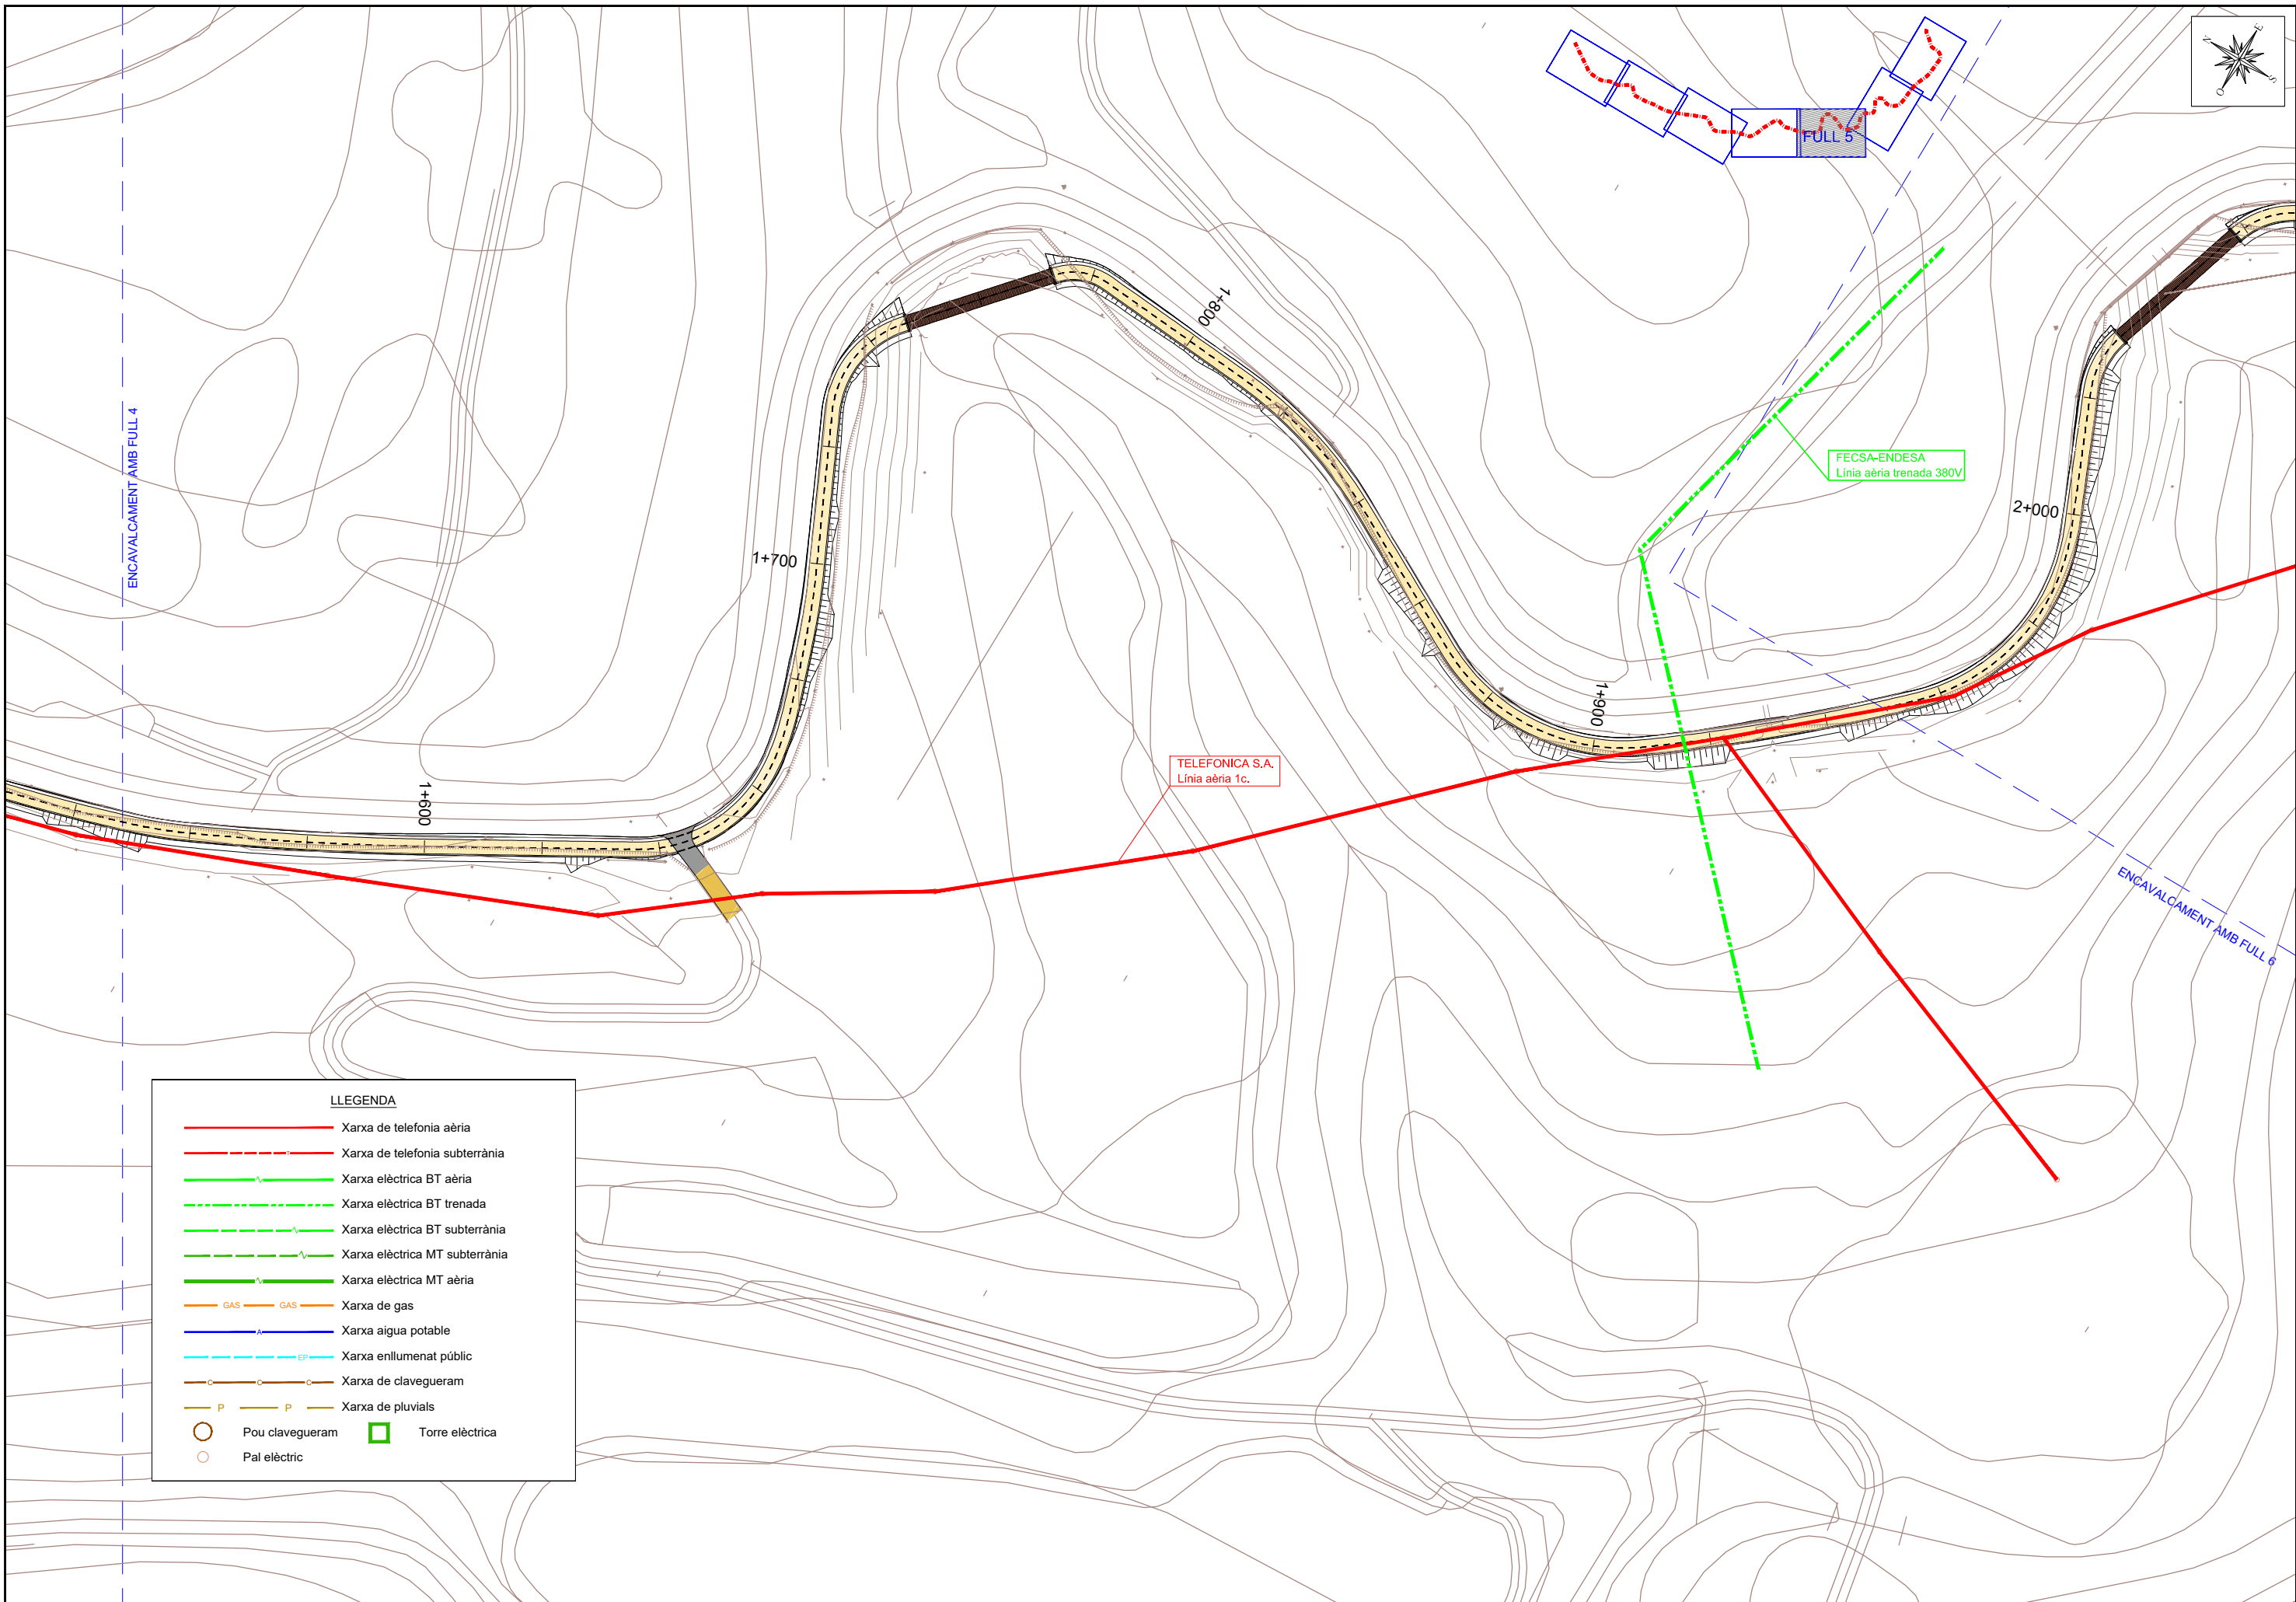 N
E
S
O
FULL 5
ENCAVALCAMENT AMB FULL 4
1+800
FECSA-ENDESA
Línia aèria trenada 380V
2+000
1+700
1+900
TELEFONICA S.A.
Línia aèria 1c.
1+600
ENCAVALCAMENT AMB FULL 6
LLEGENDA
Xarxa de telefonia aèria
T
Xarxa de telefonia subterrània
Xarxa elèctrica BT aèria
Xarxa elèctrica BT trenada
Xarxa elèctrica BT subterrània
Xarxa elèctrica MT subterrània
Xarxa elèctrica MT aèria
GAS GAS Xarxa de gas
A Xarxa aigua potable
EP Xarxa enllumenat públic
C C C Xarxa de clavegueram
P P Xarxa de pluvials
Pou clavegueram Torre elèctrica
Pal elèctric